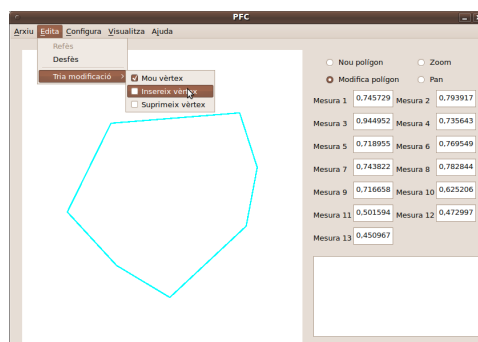 PFC
Arxiu Edita Configura Visualitza Ajuda
Refés
Desfès
Tria modificació
Mou vèrtex
Insereix vèrtex
Suprimeix vèrtex
Nou polígon Zoom
Modifica polígon Pan
Mesura 1 0,745729 Mesura 2 0,793917
Mesura 3 0,944952 Mesura 4 0,735643
Mesura 5 0,718955 Mesura 6 0,769549
Mesura 7 0,743822 Mesura 8 0,782844
Mesura 9 0,716658 Mesura 10 0,625206
Mesura 11 0,501594 Mesura 12 0,472997
Mesura 13 0,450967